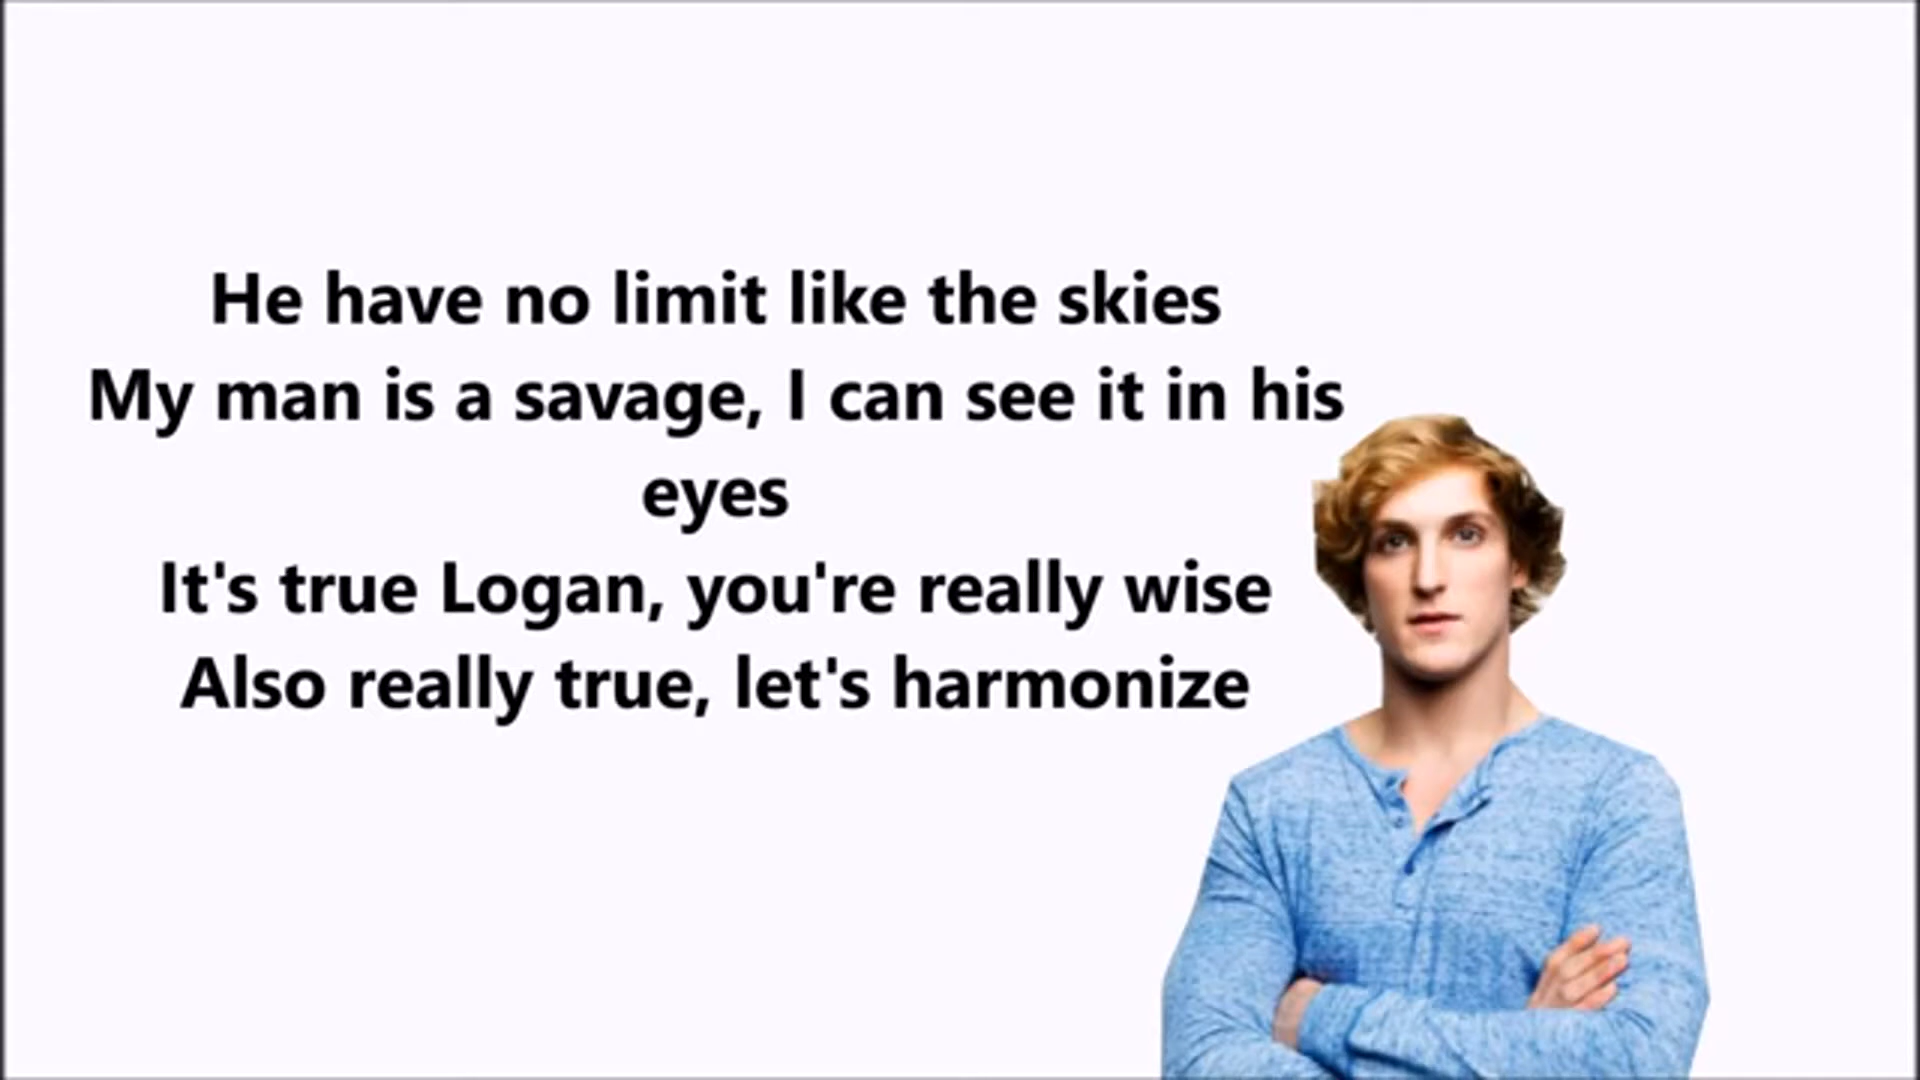 He have no limit like the skies
My man is a savage, I can see it in his
eyes
It's true Logan, you're really wise
Also really true, let's harmonize